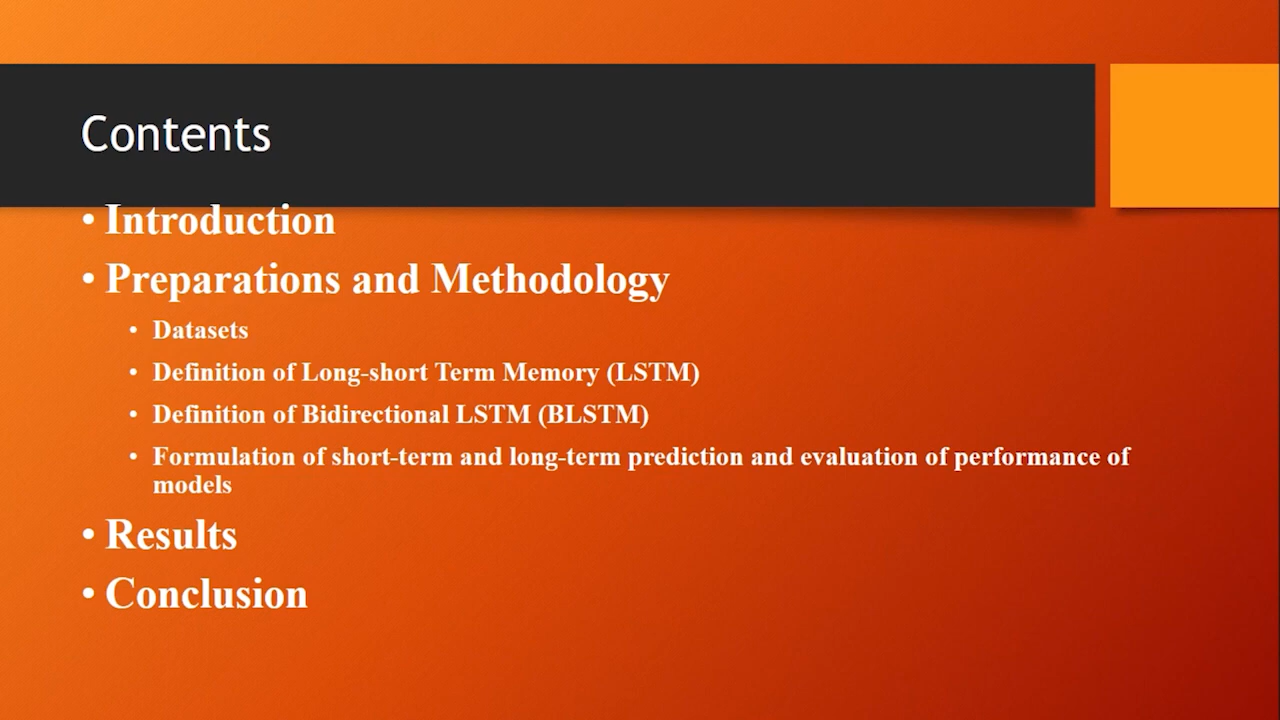 Contents
• Introduction
• Preparations and Methodology
• Datasets
• Definition of Long-short Term Memory (LSTM)
• Definition of Bidirectional LSTM (BLSTM)
• Formulation of short-term and long-term prediction and evaluation of performance of
models
• Results
• Conclusion